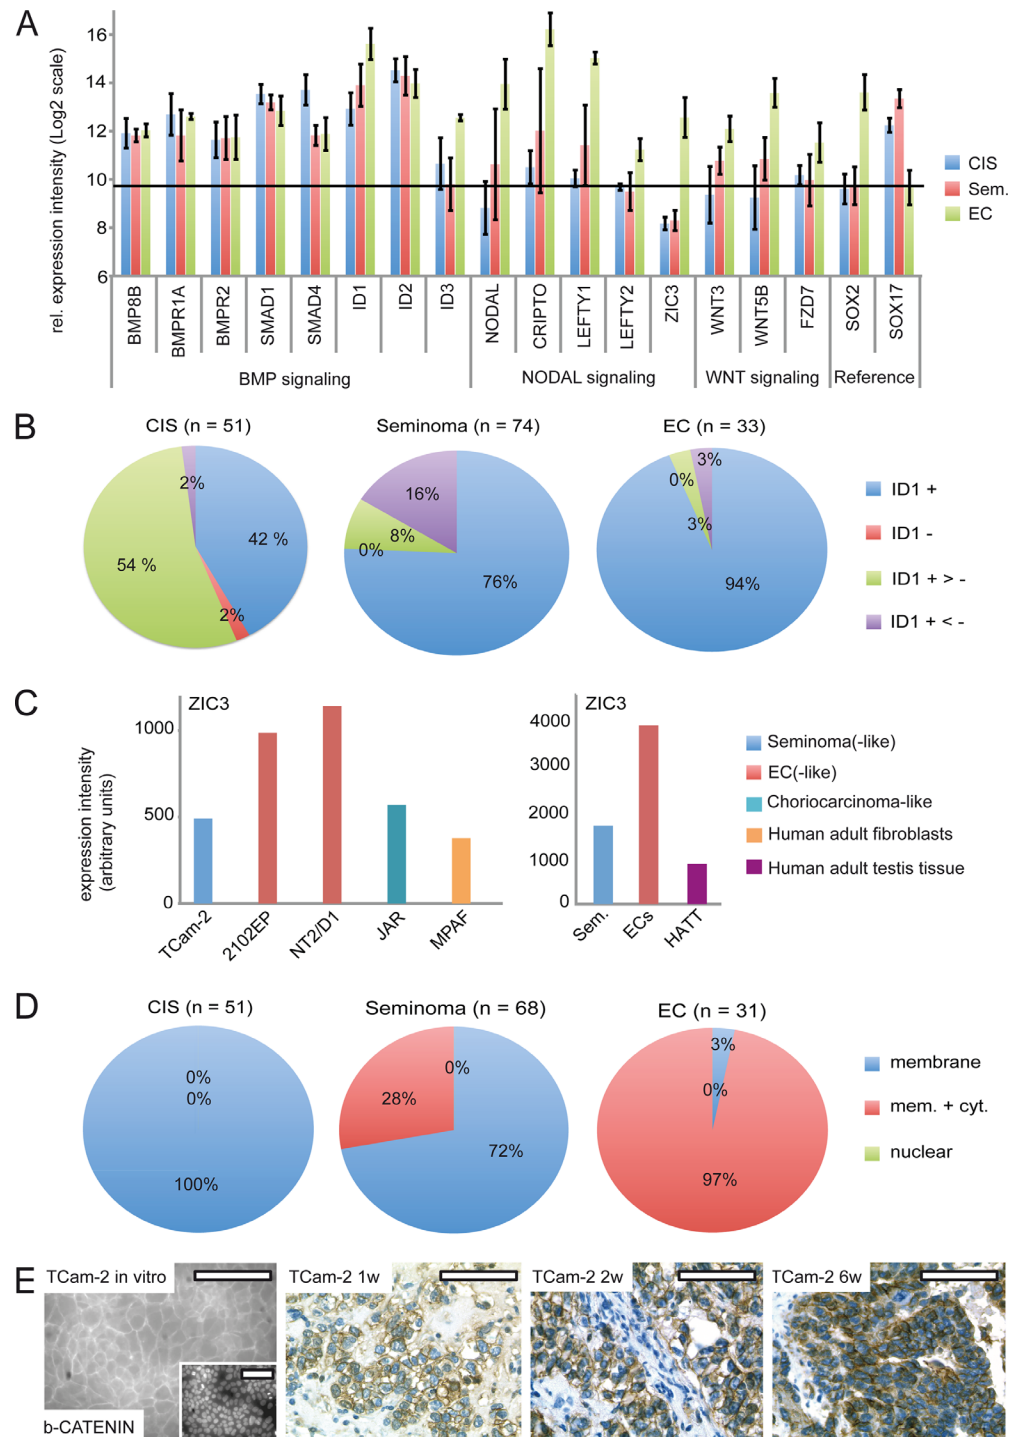 A
rel. expression intensity (Log2 scale)
16
14
12
10
8
6
CIS
Sem.
EC
BMP8B
BMPR1A
BMPR2
SMAD1
SMAD4
ID1
ID2
ID3
NODAL
CRIPTO
LEFTY1
LEFTY2
ZIC3
WNT3
WNT5B
FZD7
SOX2
SOX17
BMP signaling
NODAL signaling
WNT signaling
Reference
B
CIS (n = 51)
Seminoma (n = 74)
EC (n = 33)
2%
42 %
54 %
2%
16%
8%
0%
76%
3%
0%
3%
94%
ID1 +
ID1 -
ID1 + > -
ID1 + < -
C
ZIC3
expression intensity
(arbitrary units)
1000
500
0
TCam-2
2102EP
NT2/D1
JAR
MPAF
ZIC3
4000
3000
2000
1000
0
Sem.
ECs
HATT
Seminoma(-like)
EC(-like)
Choriocarcinoma-like
Human adult fibroblasts
Human adult testis tissue
D
CIS (n = 51)
Seminoma (n = 68)
EC (n = 31)
0%
0%
100%
0%
28%
72%
3%
0%
97%
membrane
mem. + cyt.
nuclear
E
TCam-2 in vitro
TCam-2 1w
TCam-2 2w
TCam-2 6w
b-CATENIN